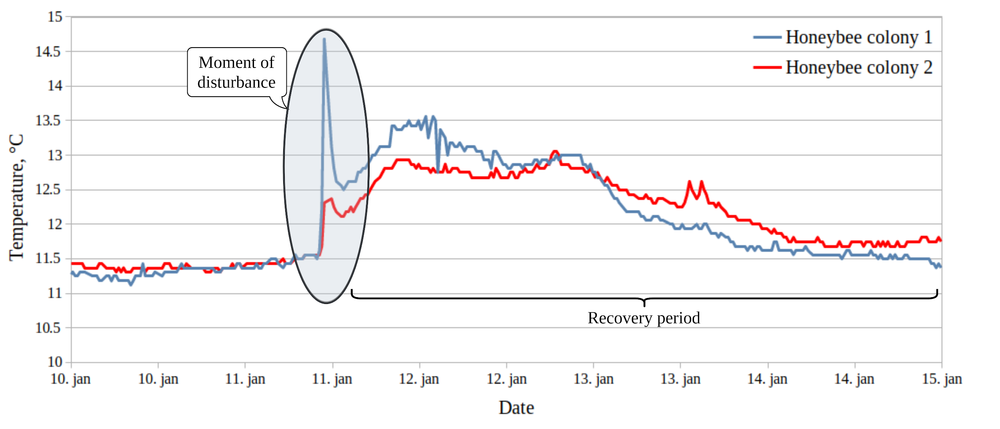 15
14.5
14
13.5
13
12.5
12
11.5
11
10.5
10
Temperature, °C
Moment of
disturbance
Honeybee colony 1
Honeybee colony 2
Recovery period
10. jan 10. jan 11. jan 11. jan 12. jan 12. jan 13. jan 13. jan 14. jan 14. jan 15. jan
Date